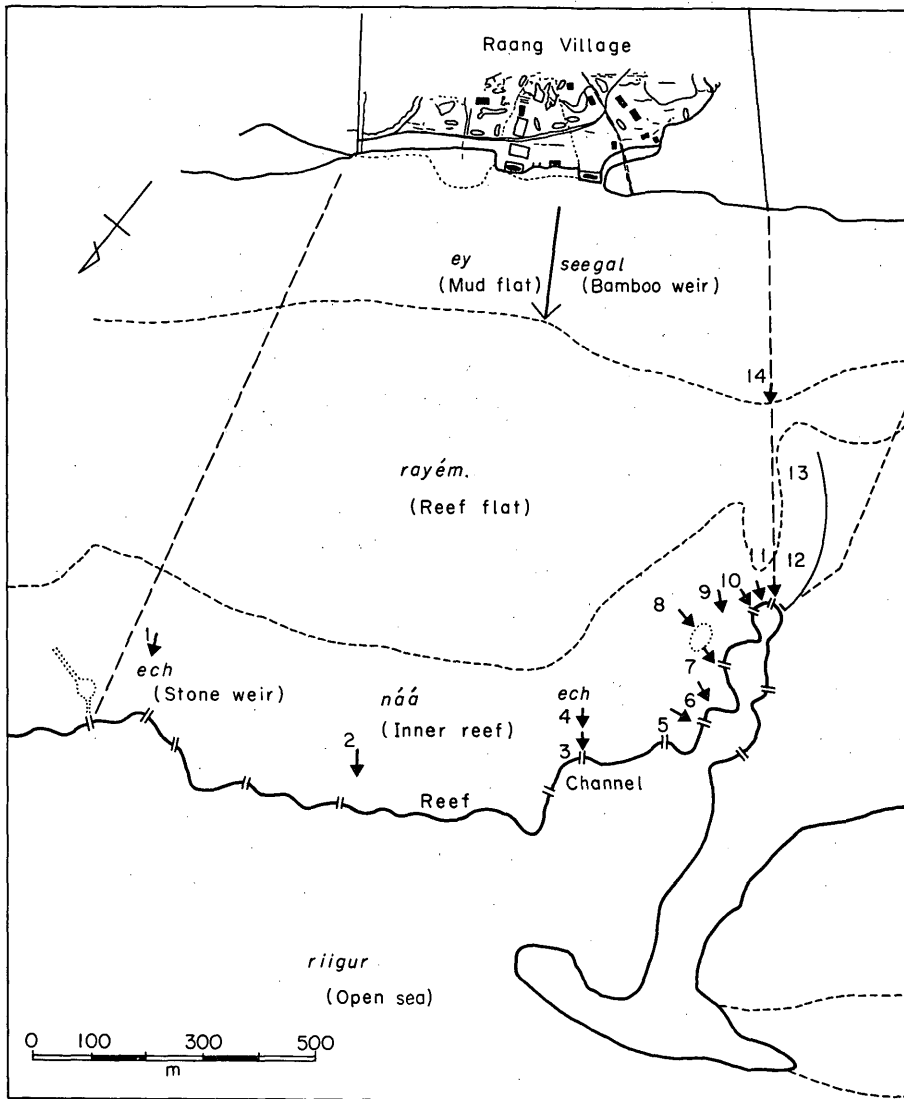 Raang Village
ey
(Mud flat)
seegal
(Bamboo weir)
14
rayém.
(Reef flat)
13
12
11
10
9
8
7
6
5
1
ech
(Stone weir)
náá
(Inner reef)
ech
4
3
2
Channel
Reef
riigur
(Open sea)
0 100 300 500
m